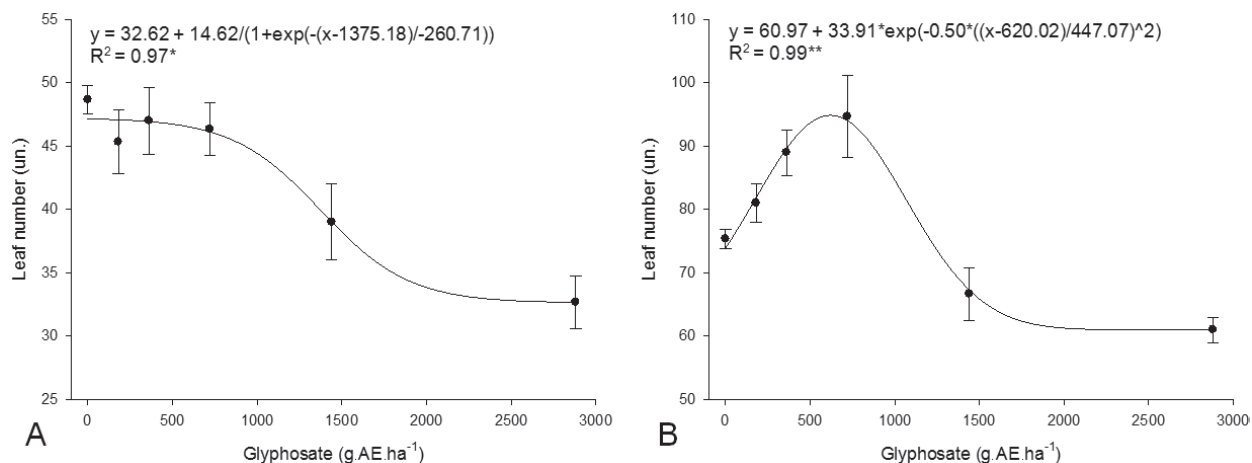 y = 32.62 + 14.62/(1+exp(-(x-1375.18)/-260.71))
R² = 0.97*
50
45
40
35
30
25
Leaf number (un.)
0 500 1000 1500 2000 2500 3000
Glyphosate (g.AE.ha⁻¹)
A
y = 60.97 + 33.91*exp(-0.50*((x-620.02)/447.07)^2)
R² = 0.99**
110
100
90
80
70
60
50
Leaf number (un.)
0 500 1000 1500 2000 2500 3000
Glyphosate (g.AE.ha⁻¹)
B